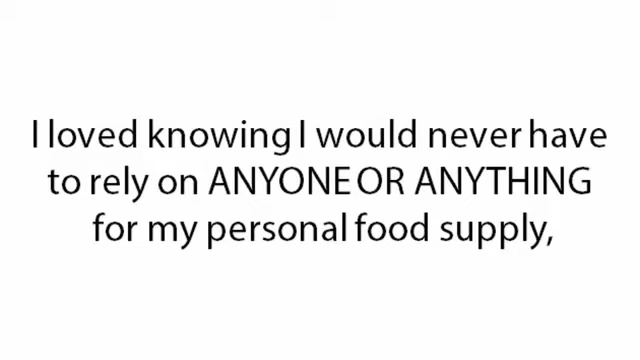 I loved knowing I would never have
to rely on ANYONE OR ANYTHING
for my personal food supply,